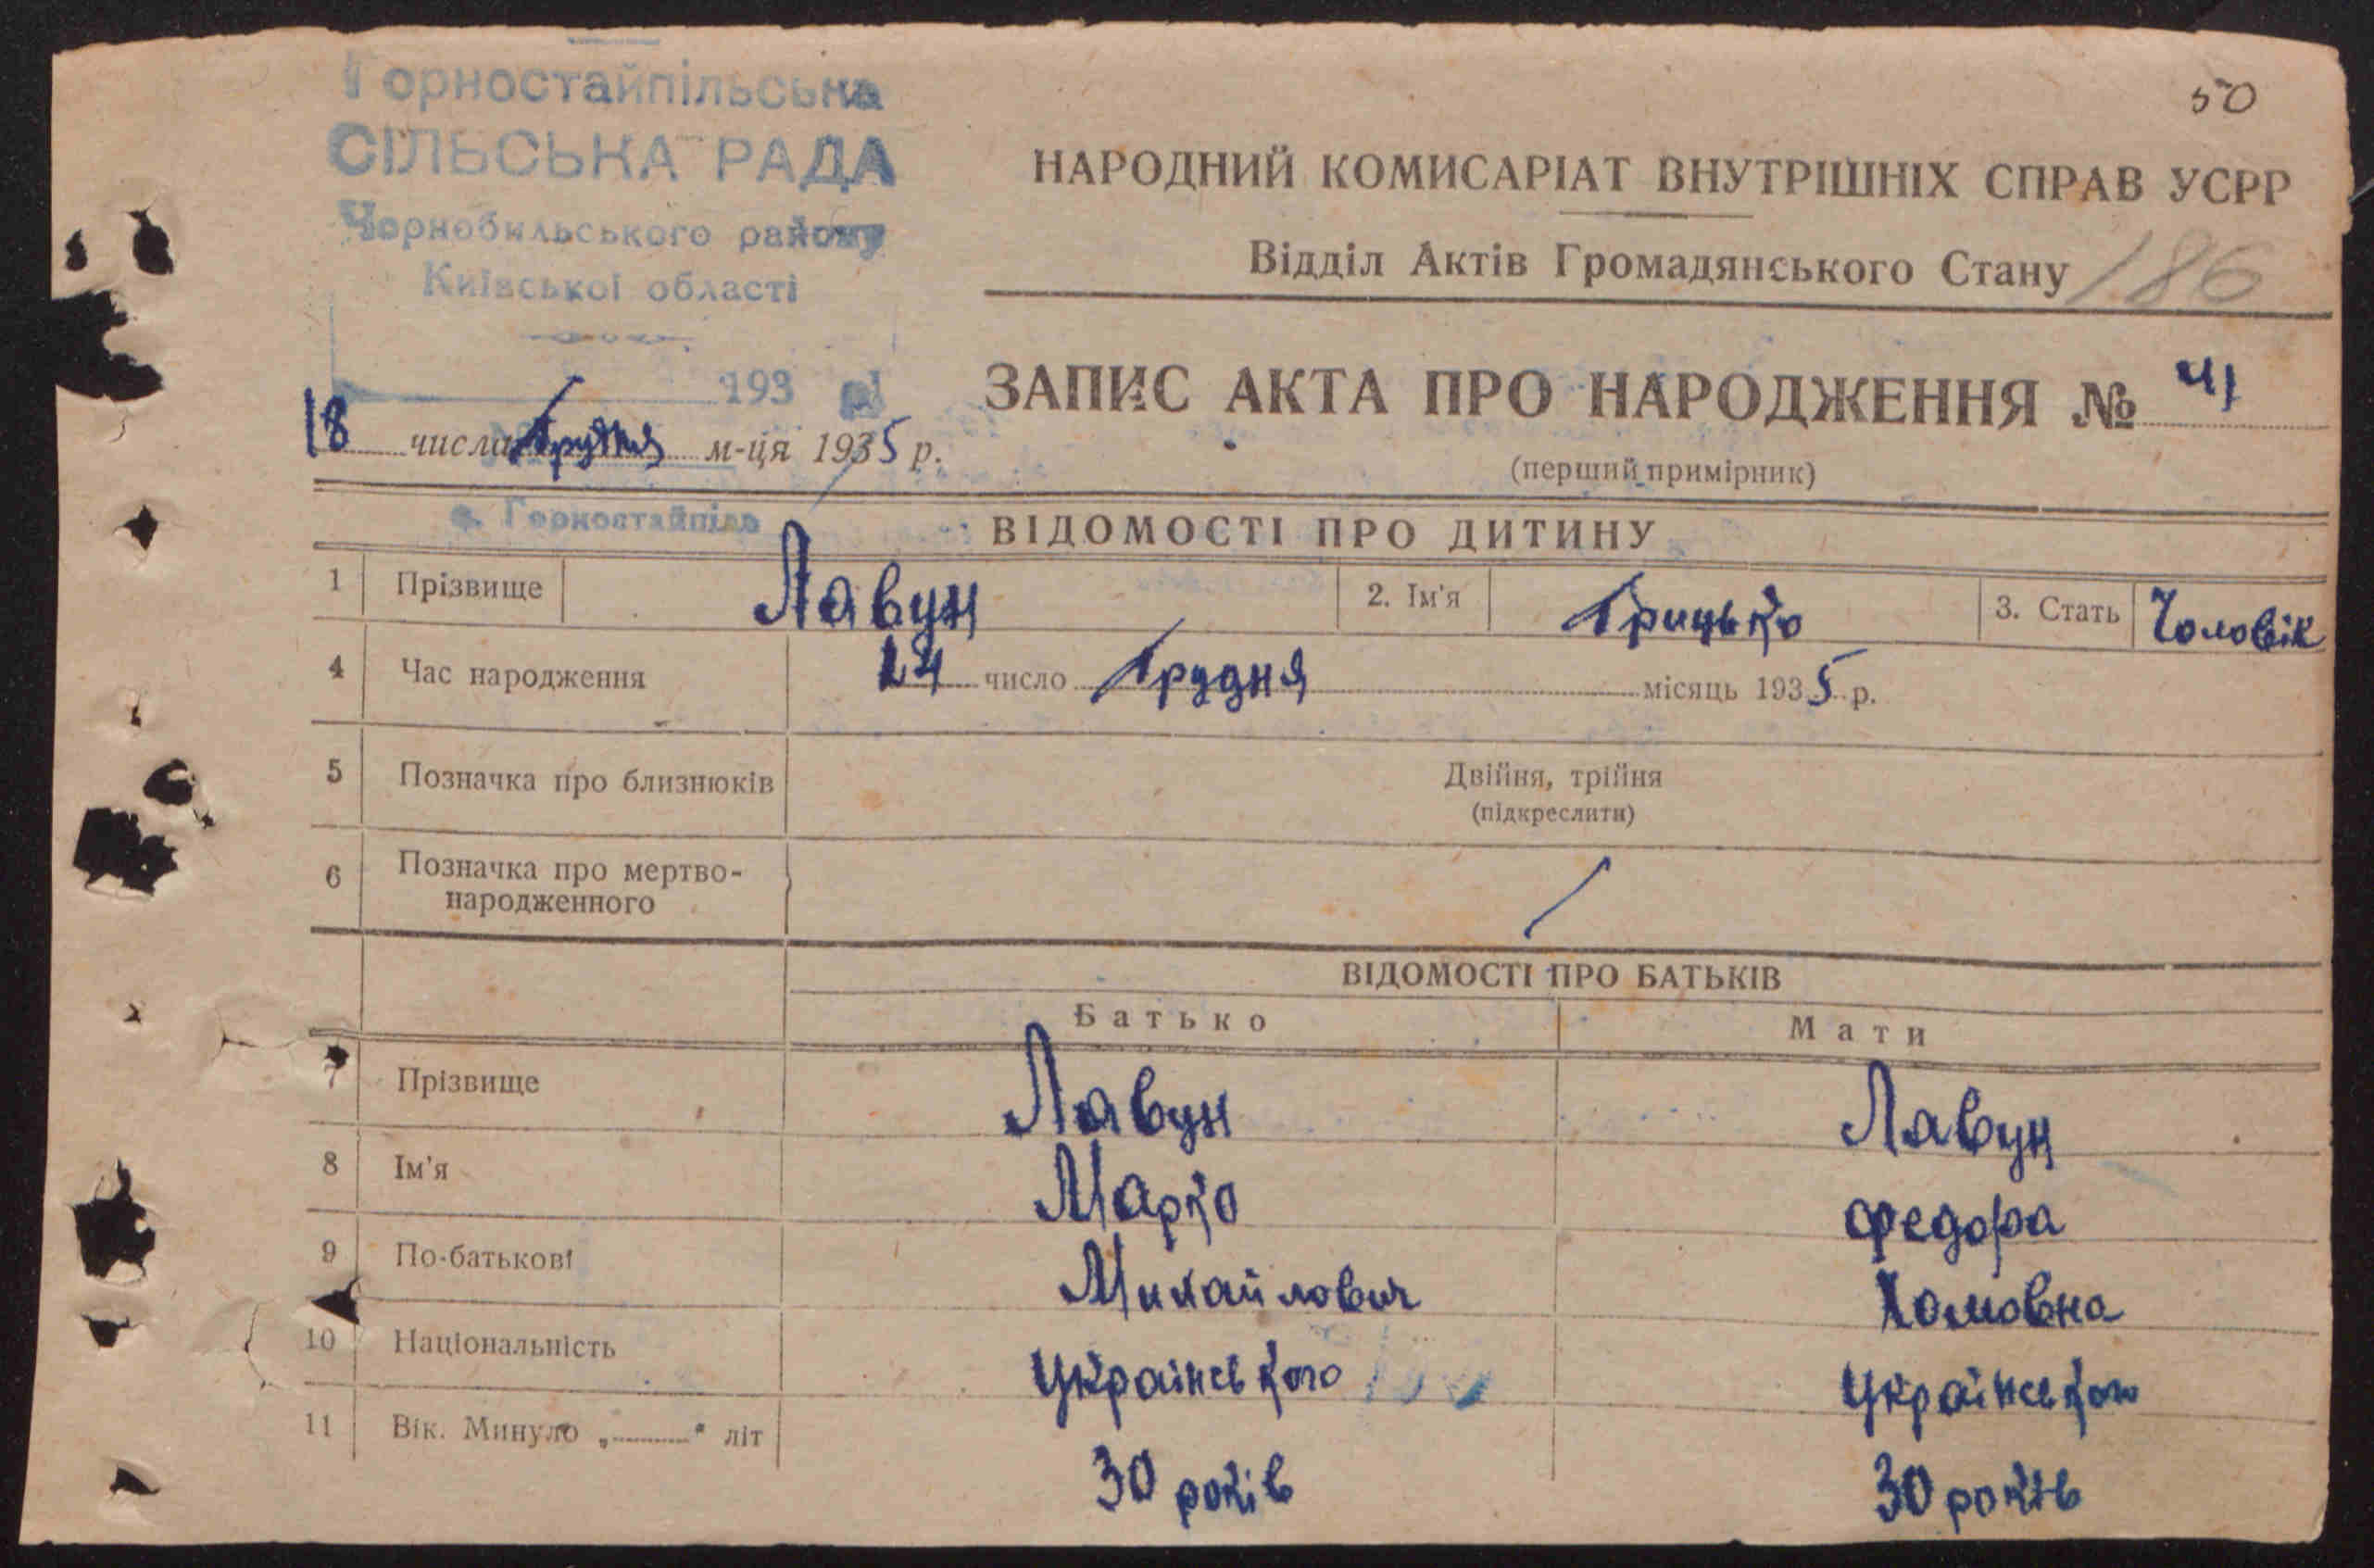 50
Горностайпільська
СІЛЬСЬКА РАДА
Чорнобильського району
Київської області
193
НАРОДНИЙ КОМИСАРІАТ ВНУТРІШНІХ СПРАВ УСРР
Відділ Актів Громадянського Стану 186
ЗАПИС АКТА ПРО НАРОДЖЕННЯ № 41
(перший примірник)
18 числа Грудня м-ця 1935 р.
с. Горностайпіль
ВІДОМОСТІ ПРО ДИТИНУ
1 Прізвище Лавун 2. Ім'я Грицько 3. Стать Чоловік
4 Час народження число Грудня місяць 1935 р.
5 Позначка про близнюків Двійня, трійня
(підкреслити)
6 Позначка про мертво-
народженного
ВІДОМОСТІ ПРО БАТЬКІВ
Батько Мати
7 Прізвище Лавун Лавун
8 Ім'я Марко Федора
9 По-батькові Михайлович Хомовна
10 Національність Українського Українського
11 Вік. Минуло „ “ літ 30 років 30 років